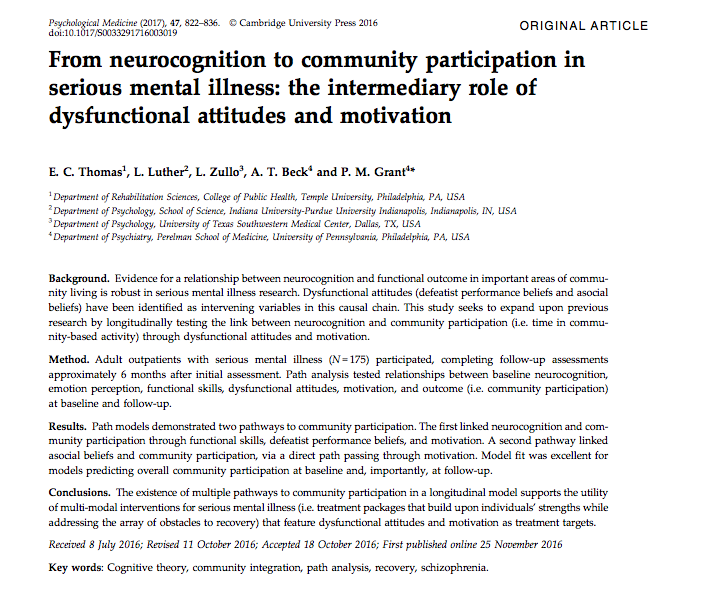 Psychological Medicine (2017), 47, 822–836. © Cambridge University Press 2016
doi:10.1017/S0033291716003019
ORIGINAL ARTICLE
From neurocognition to community participation in
serious mental illness: the intermediary role of
dysfunctional attitudes and motivation
E. C. Thomas1, L. Luther2, L. Zullo3, A. T. Beck4 and P. M. Grant4*
1 Department of Rehabilitation Sciences, College of Public Health, Temple University, Philadelphia, PA, USA
2 Department of Psychology, School of Science, Indiana University-Purdue University Indianapolis, Indianapolis, IN, USA
3 Department of Psychology, University of Texas Southwestern Medical Center, Dallas, TX, USA
4 Department of Psychiatry, Perelman School of Medicine, University of Pennsylvania, Philadelphia, PA, USA
Background. Evidence for a relationship between neurocognition and functional outcome in important areas of commu-
nity living is robust in serious mental illness research. Dysfunctional attitudes (defeatist performance beliefs and asocial
beliefs) have been identified as intervening variables in this causal chain. This study seeks to expand upon previous
research by longitudinally testing the link between neurocognition and community participation (i.e. time in commu-
nity-based activity) through dysfunctional attitudes and motivation.
Method. Adult outpatients with serious mental illness (N = 175) participated, completing follow-up assessments
approximately 6 months after initial assessment. Path analysis tested relationships between baseline neurocognition,
emotion perception, functional skills, dysfunctional attitudes, motivation, and outcome (i.e. community participation)
at baseline and follow-up.
Results. Path models demonstrated two pathways to community participation. The first linked neurocognition and com-
munity participation through functional skills, defeatist performance beliefs, and motivation. A second pathway linked
asocial beliefs and community participation, via a direct path passing through motivation. Model fit was excellent for
models predicting overall community participation at baseline and, importantly, at follow-up.
Conclusions. The existence of multiple pathways to community participation in a longitudinal model supports the utility
of multi-modal interventions for serious mental illness (i.e. treatment packages that build upon individuals' strengths while
addressing the array of obstacles to recovery) that feature dysfunctional attitudes and motivation as treatment targets.
Received 8 July 2016; Revised 11 October 2016; Accepted 18 October 2016; First published online 25 November 2016
Key words: Cognitive theory, community integration, path analysis, recovery, schizophrenia.